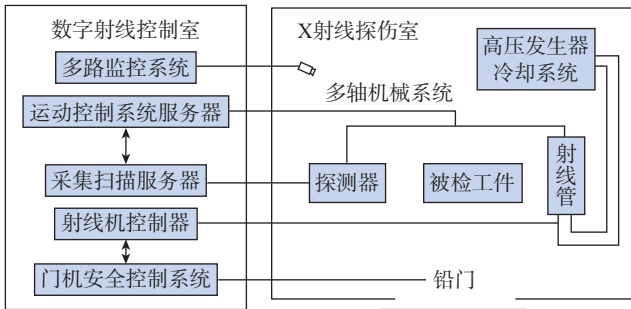 数字射线控制室
多路监控系统
运动控制系统服务器
采集扫描服务器
射线机控制器
门机安全控制系统
X射线探伤室
高压发生器
冷却系统
多轴机械系统
探测器
被检工件
射线管
铅门